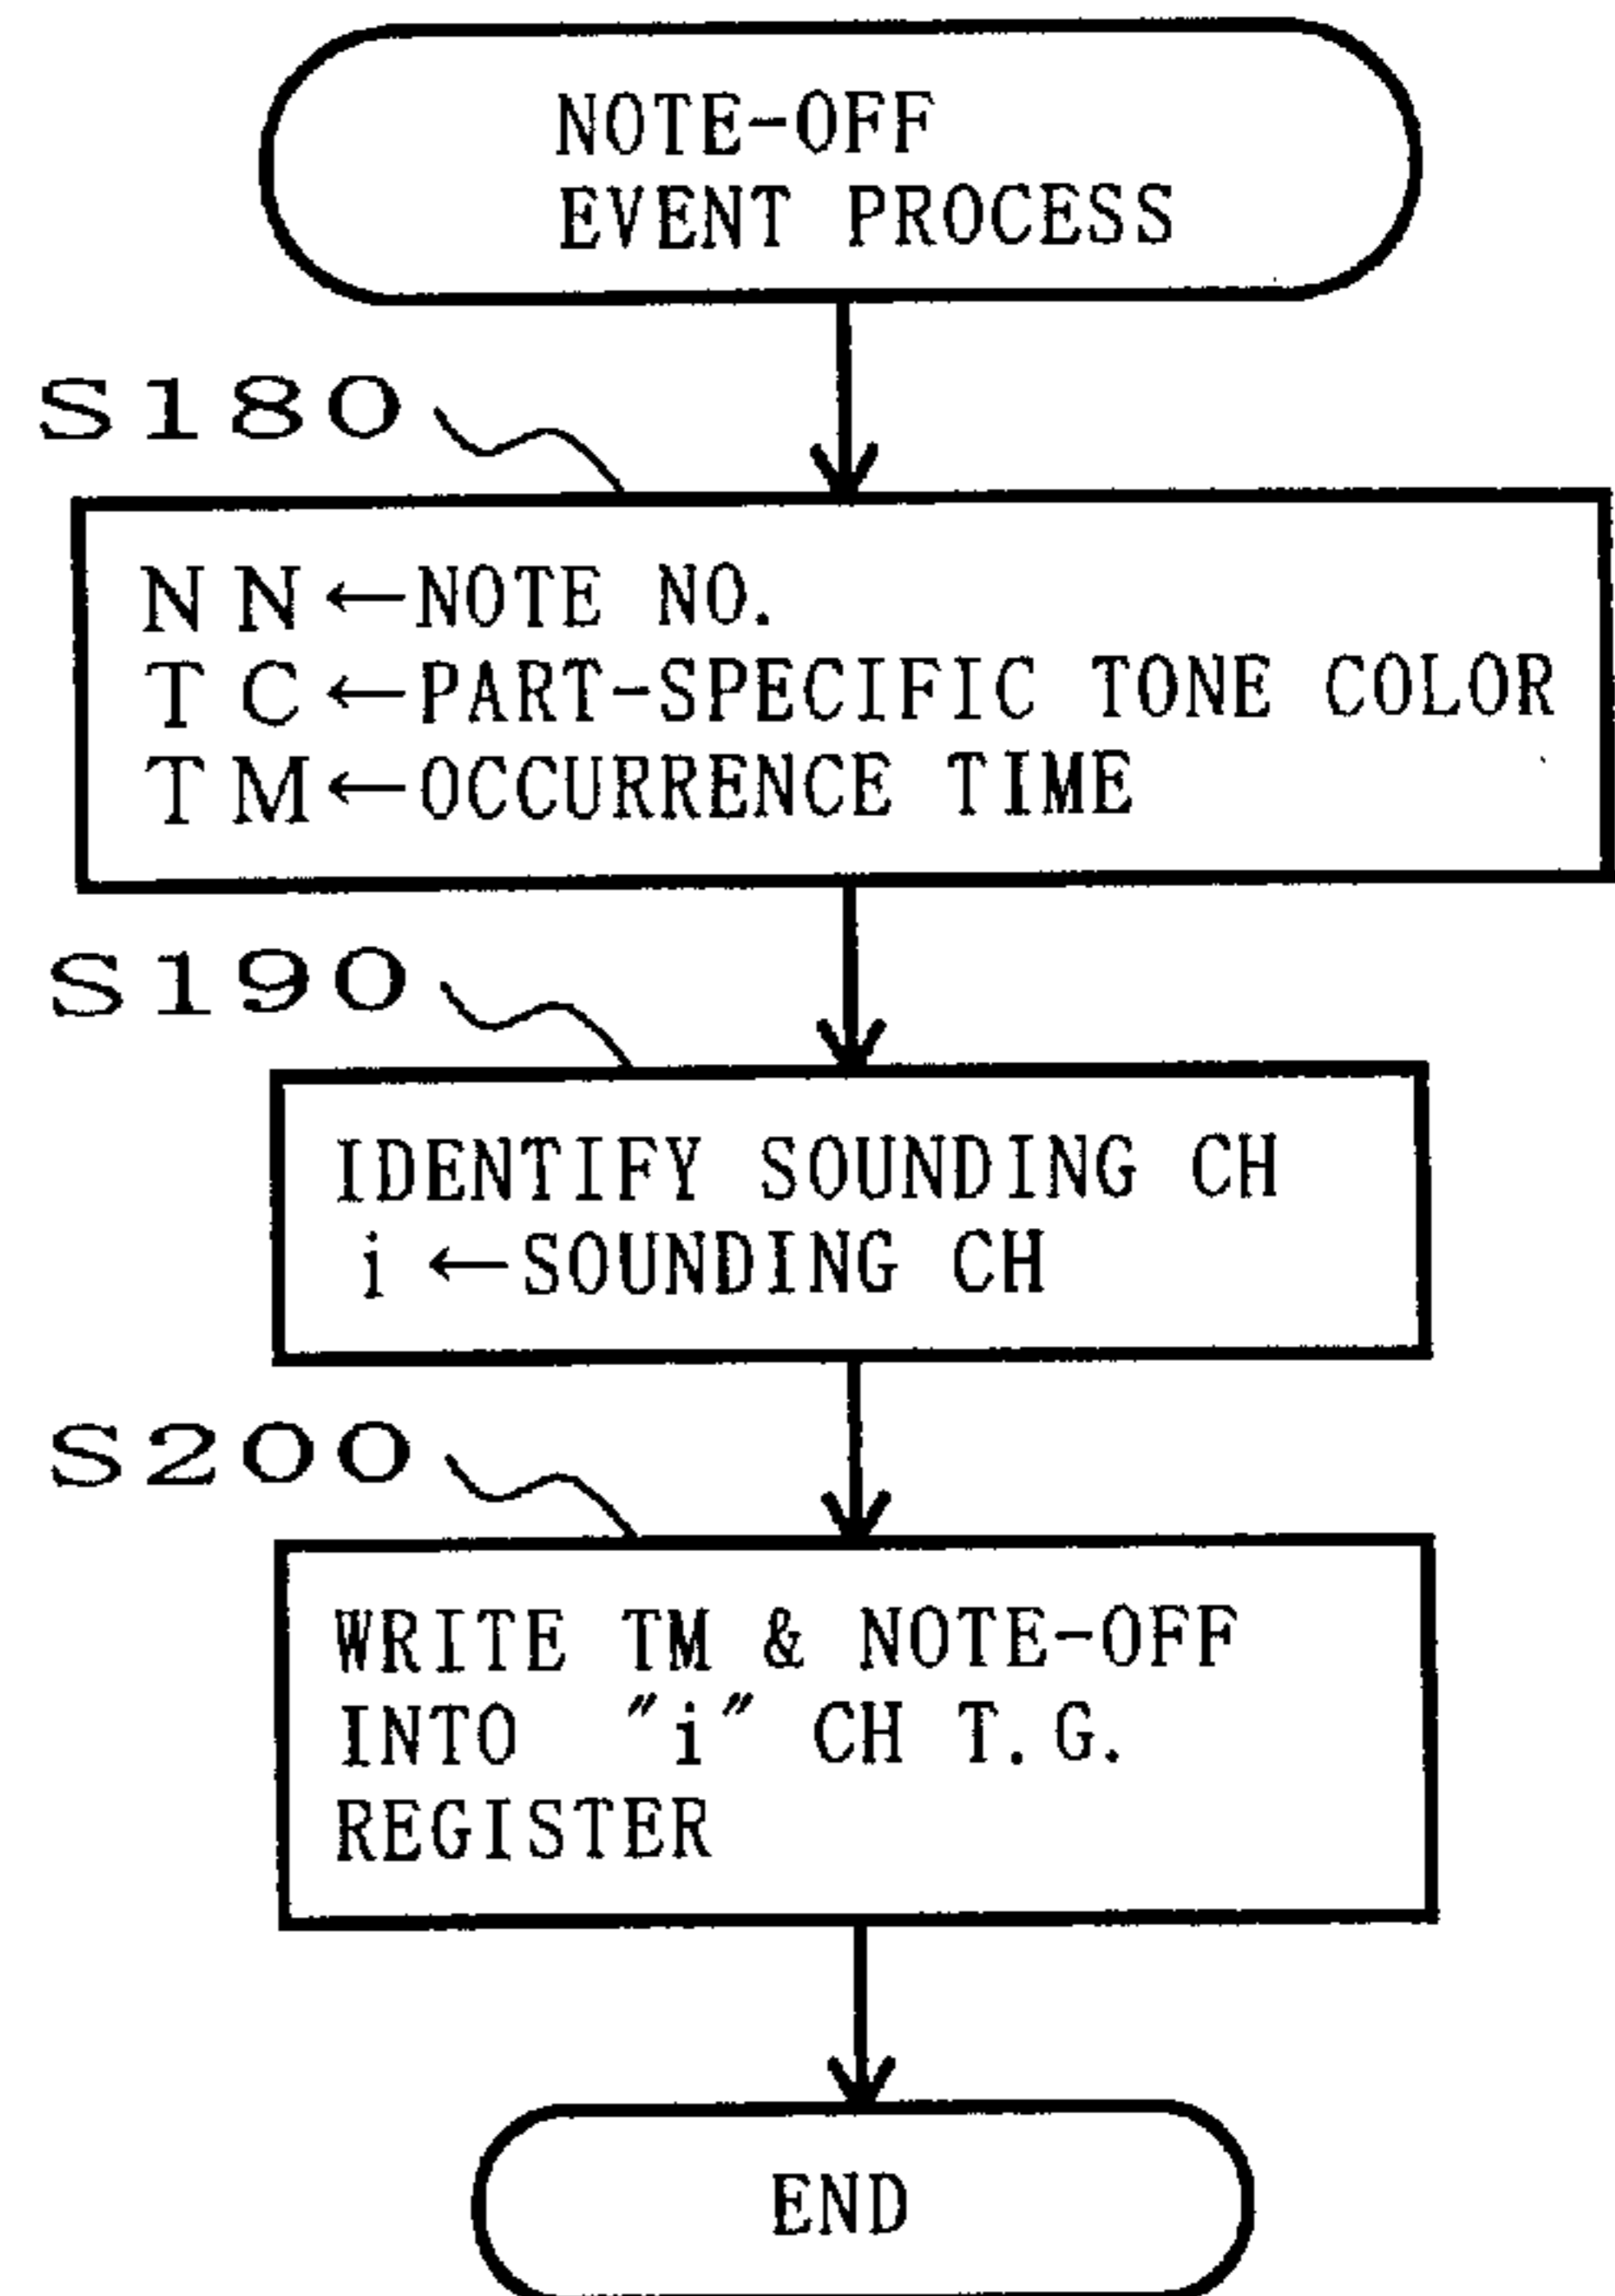 NOTE-OFF
EVENT PROCESS
S180
NN←NOTE NO.
TC←PART-SPECIFIC TONE COLOR
TM←OCCURRENCE TIME
S190
IDENTIFY SOUNDING CH
i←SOUNDING CH
S200
WRITE TM & NOTE-OFF
INTO "i" CH T.G.
REGISTER
END